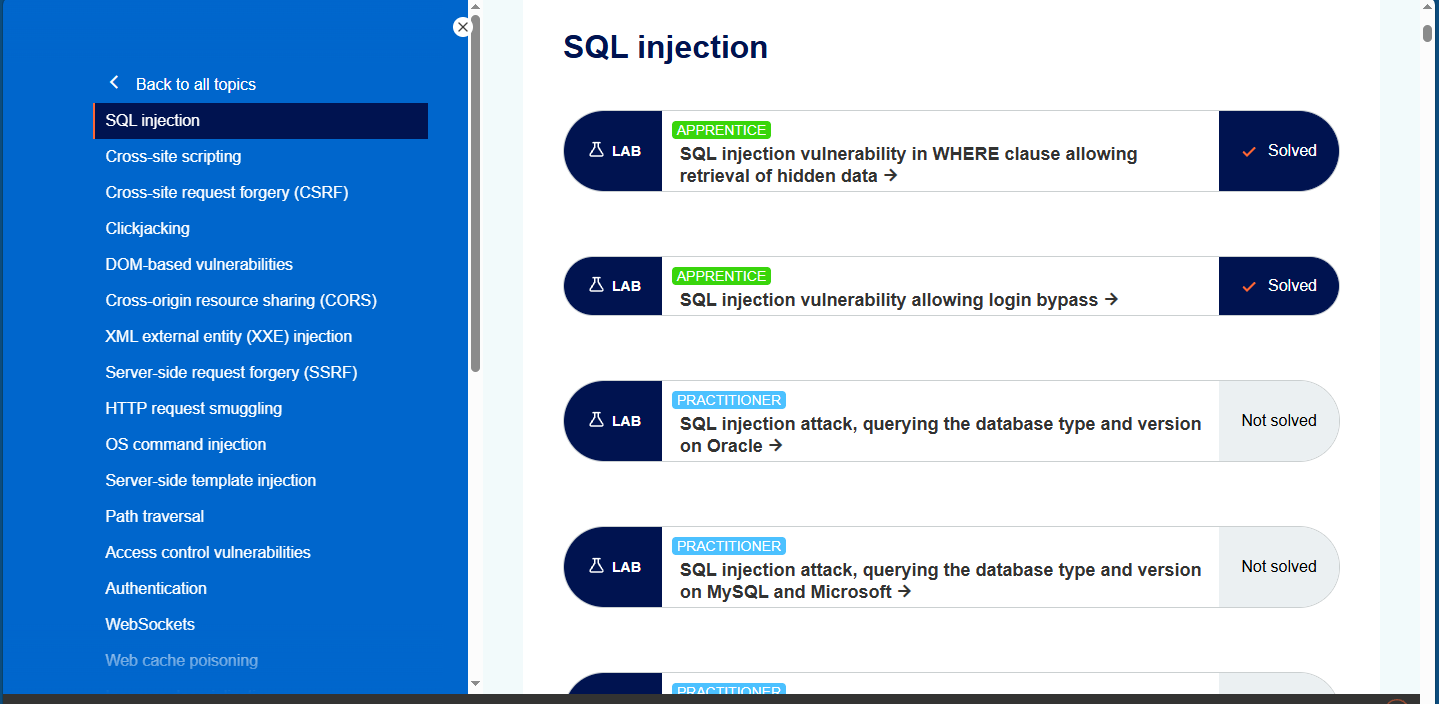 Back to all topics
SQL injection
Cross-site scripting
Cross-site request forgery (CSRF)
Clickjacking
DOM-based vulnerabilities
Cross-origin resource sharing (CORS)
XML external entity (XXE) injection
Server-side request forgery (SSRF)
HTTP request smuggling
OS command injection
Server-side template injection
Path traversal
Access control vulnerabilities
Authentication
WebSockets
Web cache poisoning
SQL injection
LAB
APPRENTICE
SQL injection vulnerability in WHERE clause allowing
retrieval of hidden data →
Solved
LAB
APPRENTICE
SQL injection vulnerability allowing login bypass →
Solved
LAB
PRACTITIONER
SQL injection attack, querying the database type and version
on Oracle →
Not solved
LAB
PRACTITIONER
SQL injection attack, querying the database type and version
on MySQL and Microsoft →
Not solved
PRACTITIONER